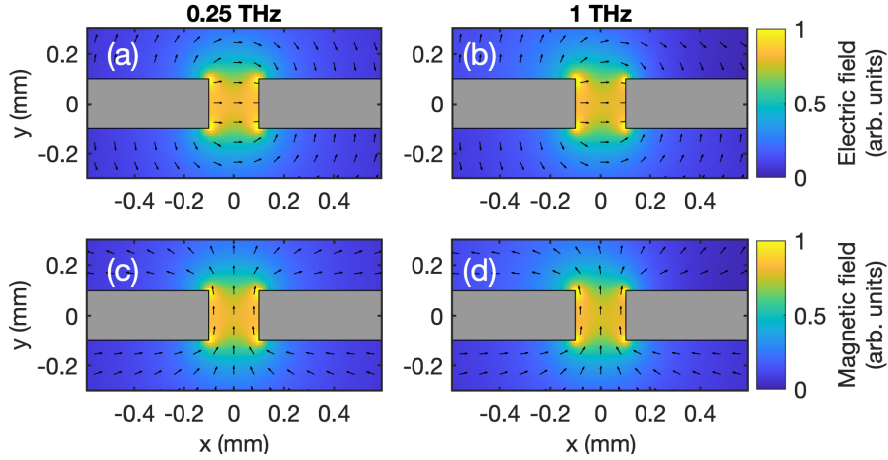 0.25 THz 1 THz
(a) (b)
0.2
0
-0.2
y (mm)
-0.4 -0.2 0 0.2 0.4
0.2
0
-0.2
-0.4 -0.2 0 0.2 0.4
1
0.5
0
Electric field
(arb. units)
(c) (d)
0.2
0
-0.2
y (mm)
-0.4 -0.2 0 0.2 0.4
x (mm)
0.2
0
-0.2
-0.4 -0.2 0 0.2 0.4
x (mm)
1
0.5
0
Magnetic field
(arb. units)